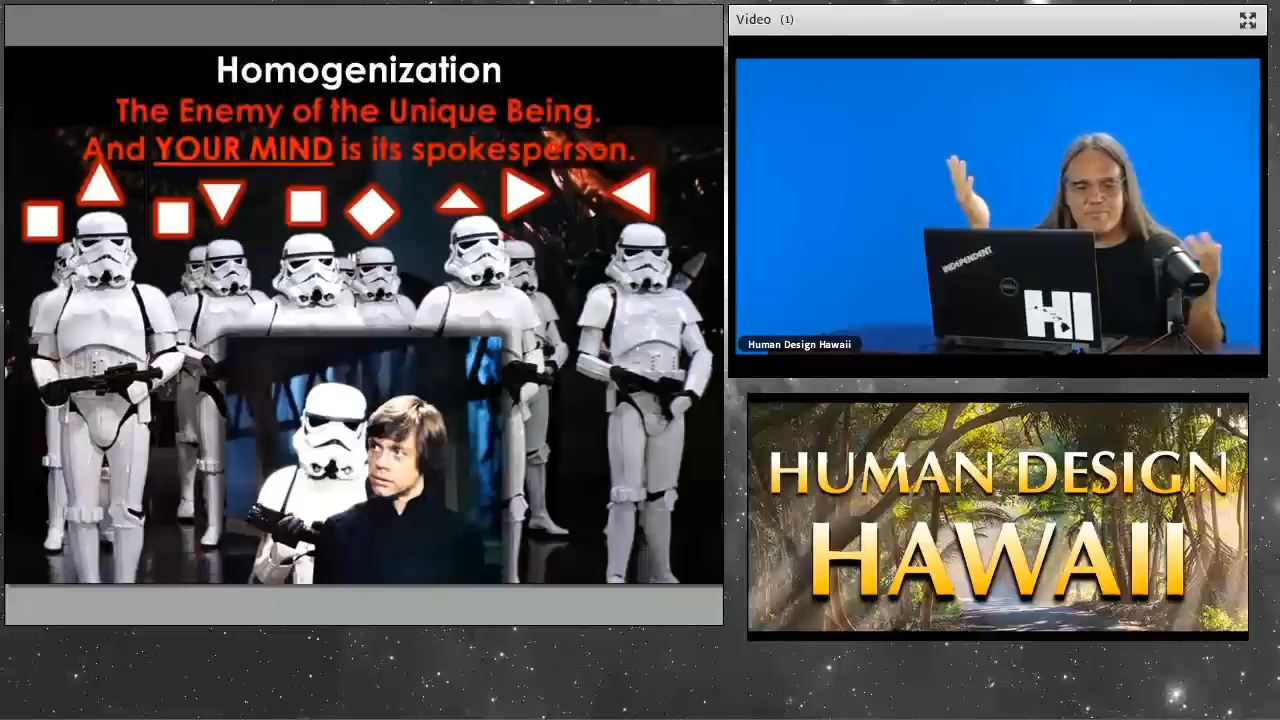 Homogenization
The Enemy of the Unique Being.
And YOUR MIND is its spokesperson.
Video (1)
INDEPENDENT
DELL
HI
Human Design Hawaii
HUMAN DESIGN
HAWAII